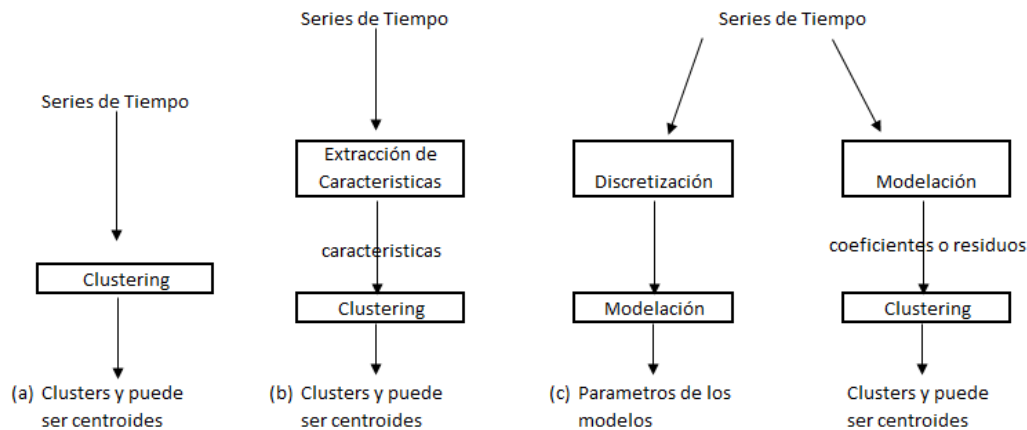 Series de Tiempo
Clustering
(a) Clusters y puede
ser centroides
Series de Tiempo
Extracción de
Caracteristicas
caracteristicas
Clustering
(b) Clusters y puede
ser centroides
Series de Tiempo
Discretización
Modelación
(c) Parametros de los
modelos
Modelación
coeficientes o residuos
Clustering
Clusters y puede
ser centroides